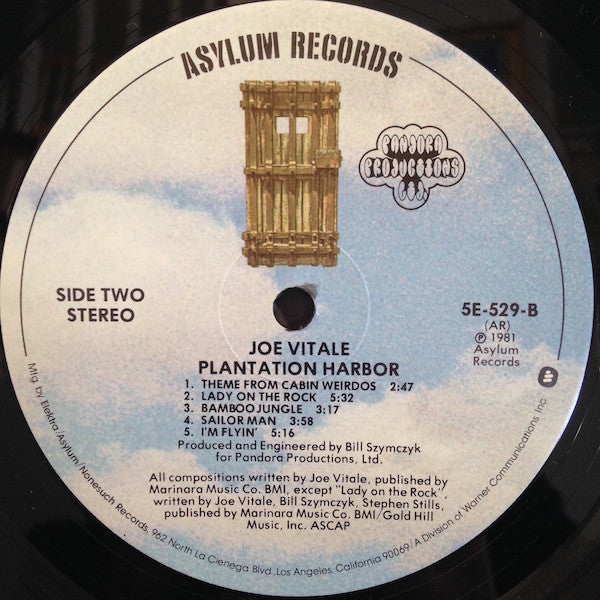 ASYLUM RECORDS
PANDORA
PRODUCTIONS
LTD.
SIDE TWO
STEREO
5E-529-B
(AR)
℗ 1981
Asylum
Records
JOE VITALE
PLANTATION HARBOR
1. THEME FROM CABIN WEIRDOS 2:47
2. LADY ON THE ROCK 5:32
3. BAMBOO JUNGLE 3:17
4. SAILOR MAN 3:58
5. I'M FLYIN' 5:16
Produced and Engineered by Bill Szymczyk
for Pandora Productions, Ltd.
All compositions written by Joe Vitale, published by
Marinara Music Co. BMI, except "Lady on the Rock",
written by Joe Vitale, Bill Szymczyk, Stephen Stills,
published by Marinara Music Co. BMI/Gold Hill
Music, Inc. ASCAP
Mfg. by Elektra/Asylum/Nonesuch Records, 962 North La Cienega Blvd., Los Angeles, California 90069/A Division of Warner Communications Inc.